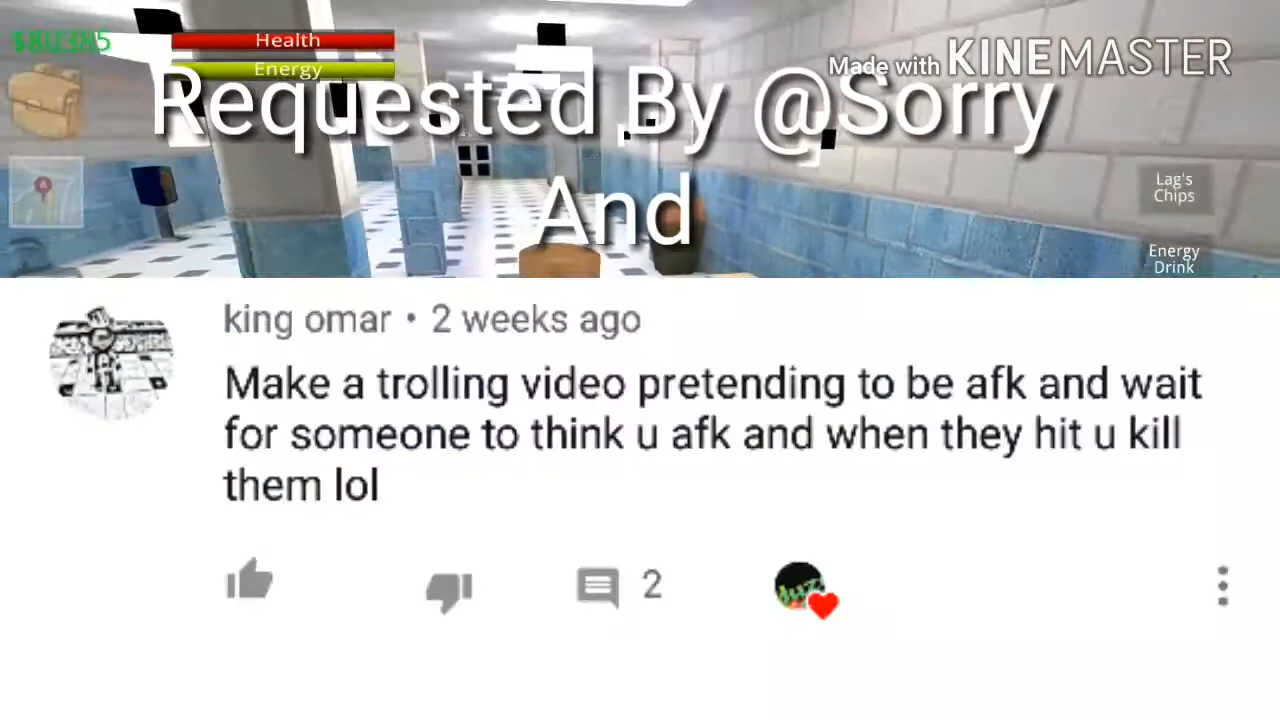 $80385
Health
Energy
Made with KINEMASTER
Requested By @Sorry
And
Lag's
Chips
Energy
Drink
king omar • 2 weeks ago
Make a trolling video pretending to be afk and wait
for someone to think u afk and when they hit u kill
them lol
2